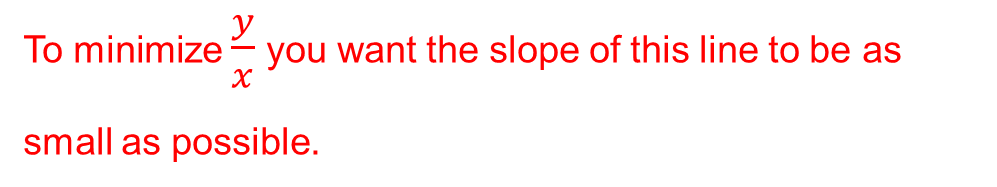 To minimize y/x you want the slope of this line to be as
small as possible.